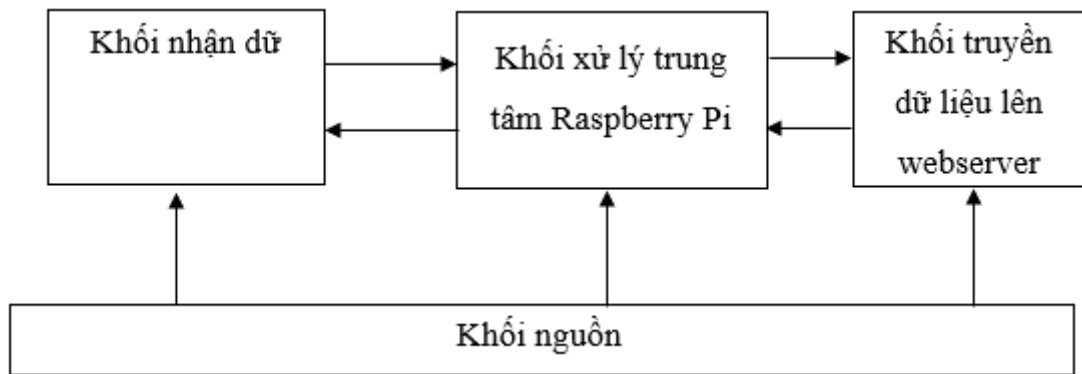 Khối nhận dữ
Khối xử lý trung
tâm Raspberry Pi
Khối truyền
dữ liệu lên
webserver
Khối nguồn